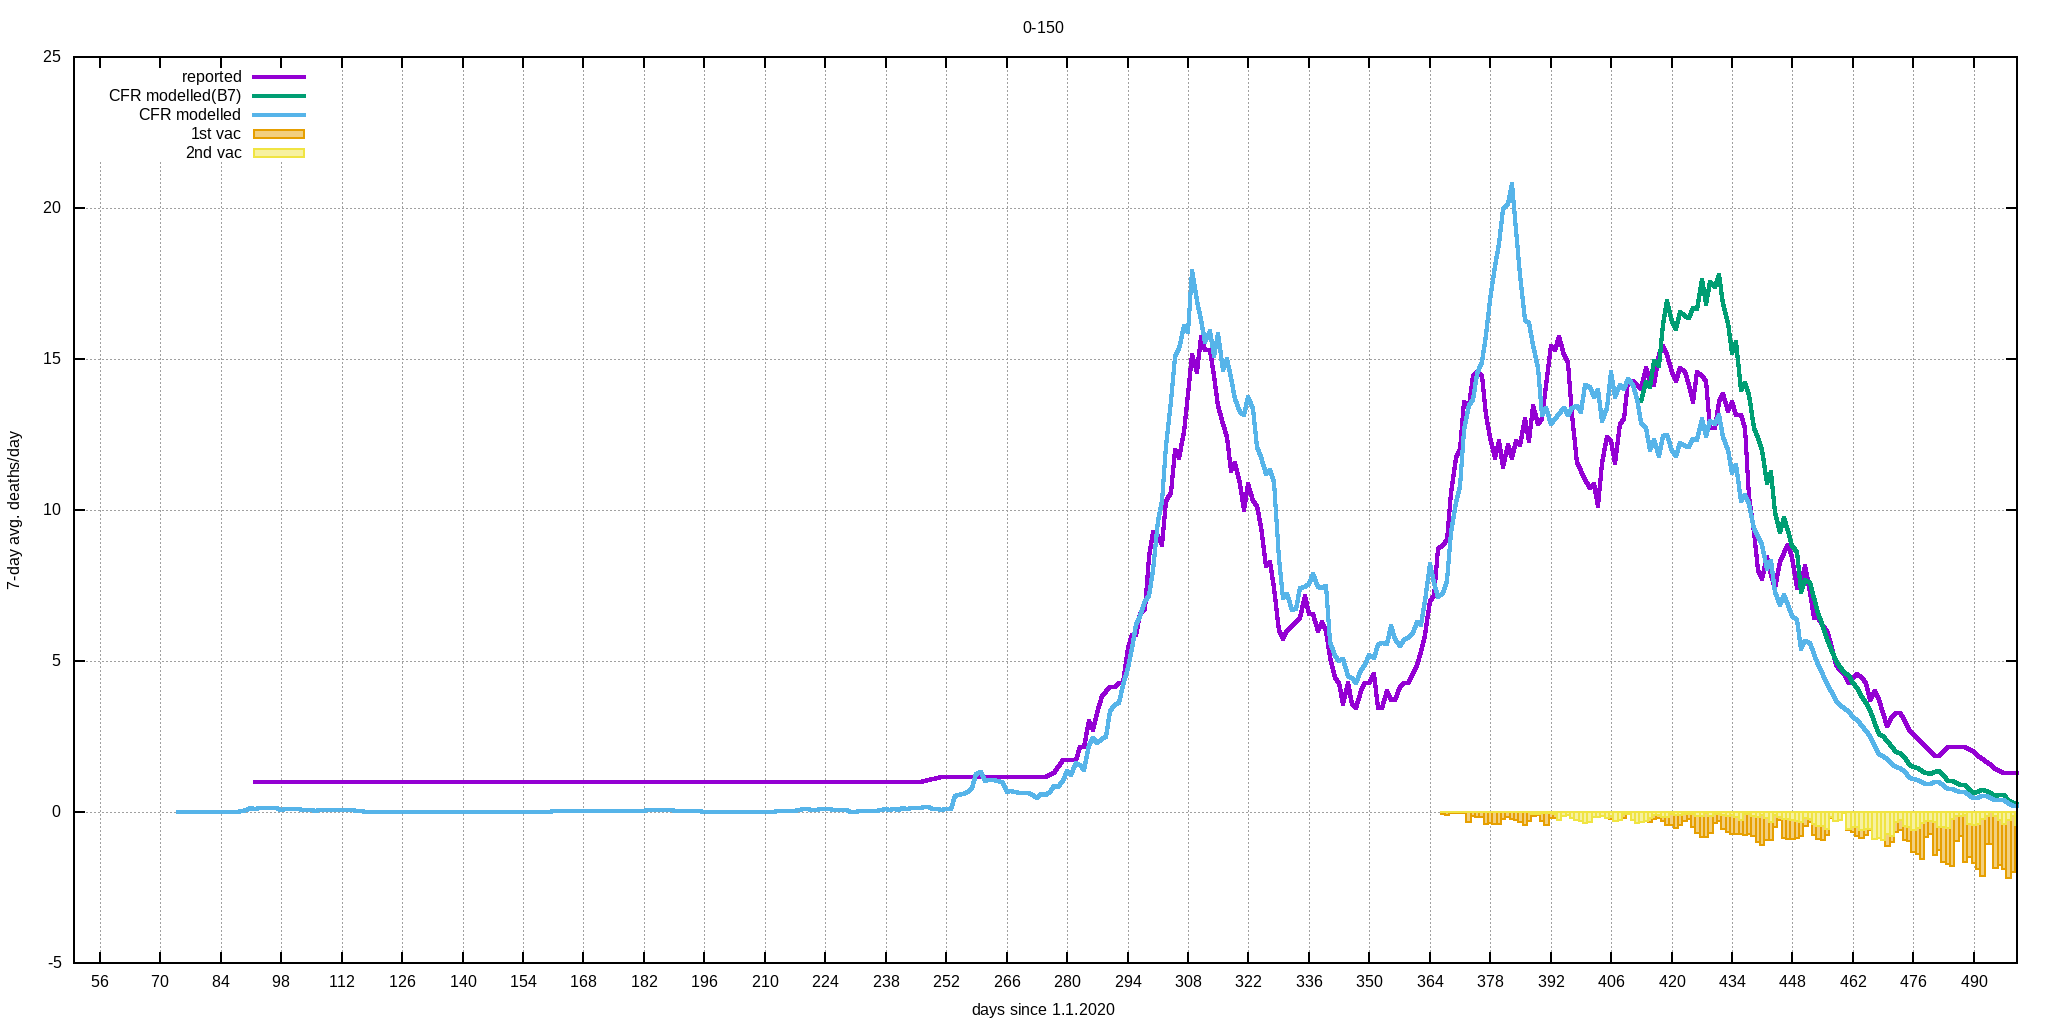 0-150
25
20
15
10
5
0
-5
7-day avg. deaths/day
reported
CFR modelled(B7)
CFR modelled
1st vac
2nd vac
56 70 84 98 112 126 140 154 168 182 196 210 224 238 252 266 280 294 308 322 336 350 364 378 392 406 420 434 448 462 476 490
days since 1.1.2020